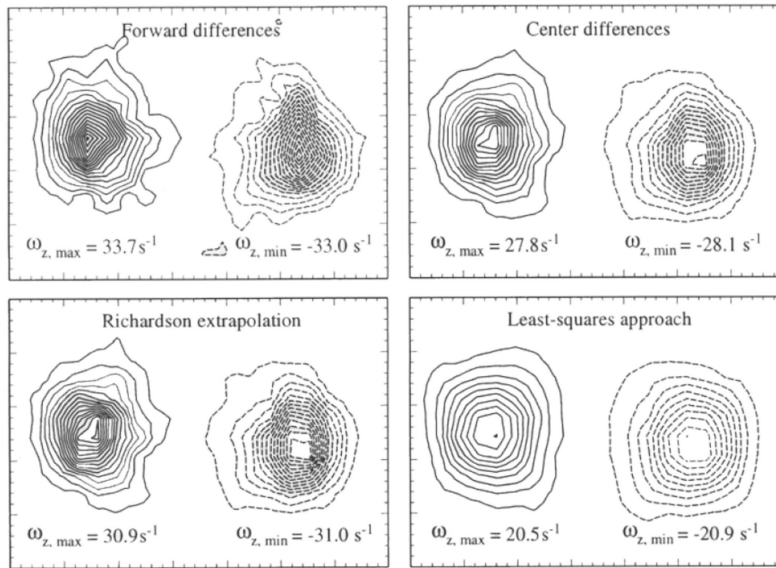 Forward differences
ω_z, max = 33.7 s⁻¹
ω_z, min = -33.0 s⁻¹
Center differences
ω_z, max = 27.8 s⁻¹
ω_z, min = -28.1 s⁻¹
Richardson extrapolation
ω_z, max = 30.9 s⁻¹
ω_z, min = -31.0 s⁻¹
Least-squares approach
ω_z, max = 20.5 s⁻¹
ω_z, min = -20.9 s⁻¹